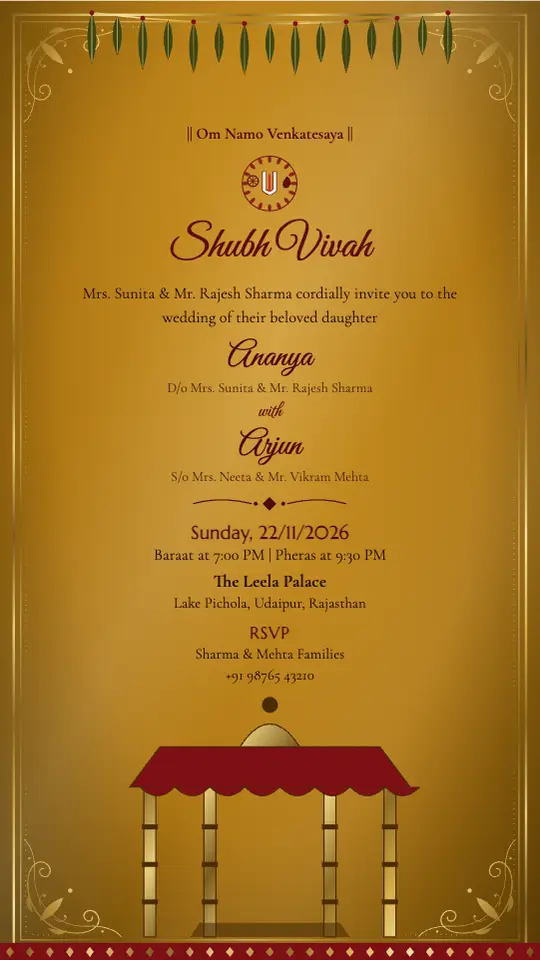 || Om Namo Venkatesaya ||
Shubh Vivah
Mrs. Sunita & Mr. Rajesh Sharma cordially invite you to the
wedding of their beloved daughter
Ananya
D/o Mrs. Sunita & Mr. Rajesh Sharma
with
Arjun
S/o Mrs. Neeta & Mr. Vikram Mehta
Sunday, 22/11/2026
Baraat at 7:00 PM | Pheras at 9:30 PM
The Leela Palace
Lake Pichola, Udaipur, Rajasthan
RSVP
Sharma & Mehta Families
+91 98765 43210